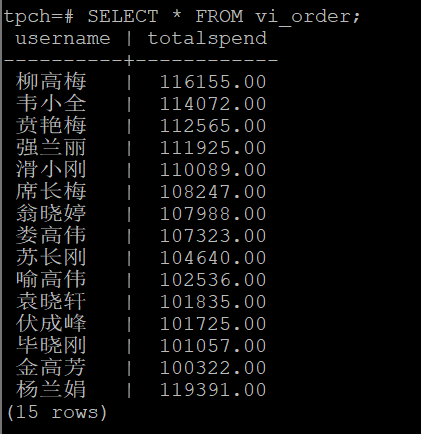 tpch=# SELECT * FROM vi_order;
 username | totalspend
----------+------------
 柳高梅   |  116155.00
 韦小全   |  114072.00
 贲艳梅   |  112565.00
 强兰丽   |  111925.00
 滑小刚   |  110089.00
 席长梅   |  108247.00
 翁晓婷   |  107988.00
 娄高伟   |  107323.00
 苏长刚   |  104640.00
 喻高伟   |  102536.00
 袁晓轩   |  101835.00
 伏成峰   |  101725.00
 毕晓刚   |  101057.00
 金高芳   |  100322.00
 杨兰娟   |  119391.00
(15 rows)